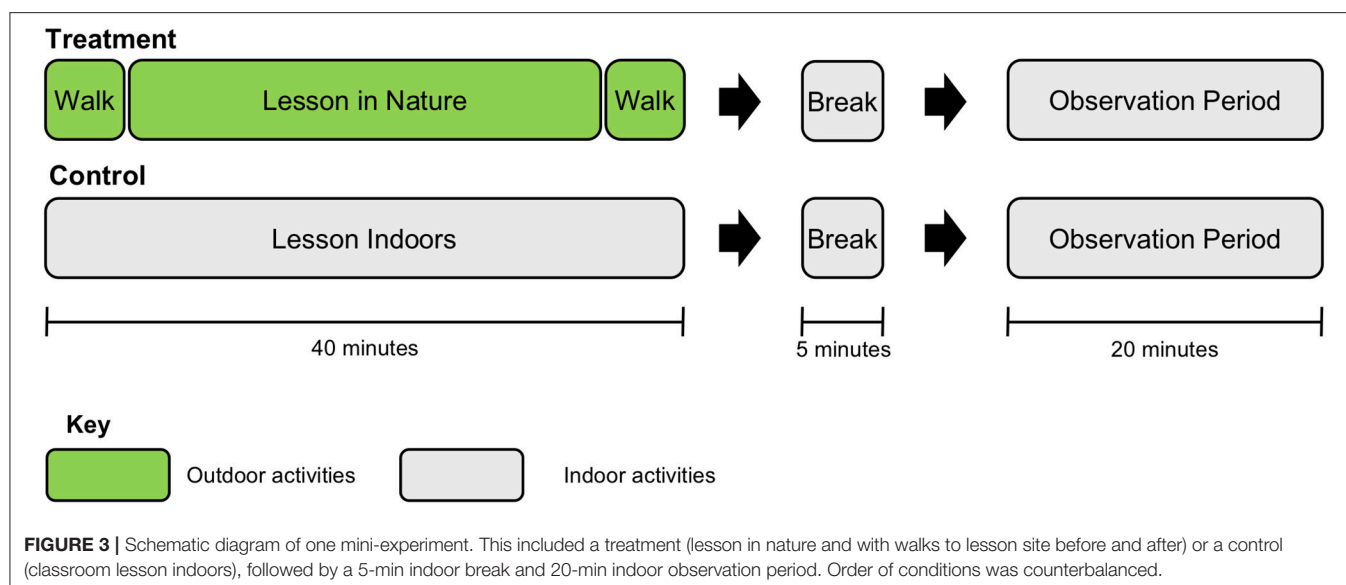 Treatment
Walk Lesson in Nature Walk Break Observation Period
Control
Lesson Indoors Break Observation Period
40 minutes 5 minutes 20 minutes
Key
Outdoor activities Indoor activities
FIGURE 3 | Schematic diagram of one mini-experiment. This included a treatment (lesson in nature and with walks to lesson site before and after) or a control
(classroom lesson indoors), followed by a 5-min indoor break and 20-min indoor observation period. Order of conditions was counterbalanced.